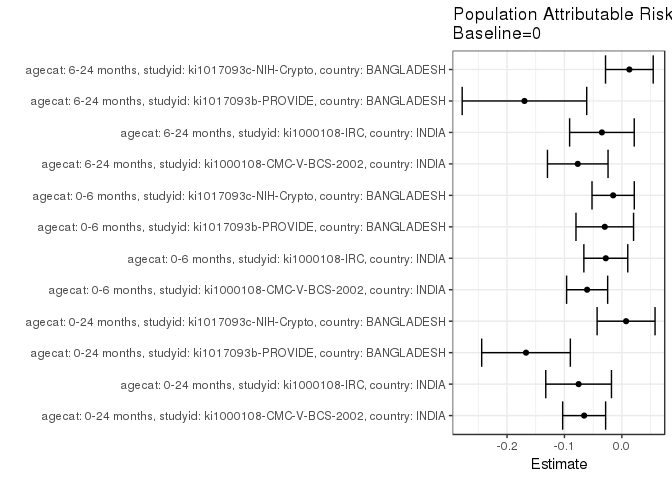 Population Attributable Risk
Baseline=0
agecat: 6-24 months, studyid: ki1017093c-NIH-Crypto, country: BANGLADESH
agecat: 6-24 months, studyid: ki1017093b-PROVIDE, country: BANGLADESH
agecat: 6-24 months, studyid: ki1000108-IRC, country: INDIA
agecat: 6-24 months, studyid: ki1000108-CMC-V-BCS-2002, country: INDIA
agecat: 0-6 months, studyid: ki1017093c-NIH-Crypto, country: BANGLADESH
agecat: 0-6 months, studyid: ki1017093b-PROVIDE, country: BANGLADESH
agecat: 0-6 months, studyid: ki1000108-IRC, country: INDIA
agecat: 0-6 months, studyid: ki1000108-CMC-V-BCS-2002, country: INDIA
agecat: 0-24 months, studyid: ki1017093c-NIH-Crypto, country: BANGLADESH
agecat: 0-24 months, studyid: ki1017093b-PROVIDE, country: BANGLADESH
agecat: 0-24 months, studyid: ki1000108-IRC, country: INDIA
agecat: 0-24 months, studyid: ki1000108-CMC-V-BCS-2002, country: INDIA
-0.2 -0.1 0.0
Estimate